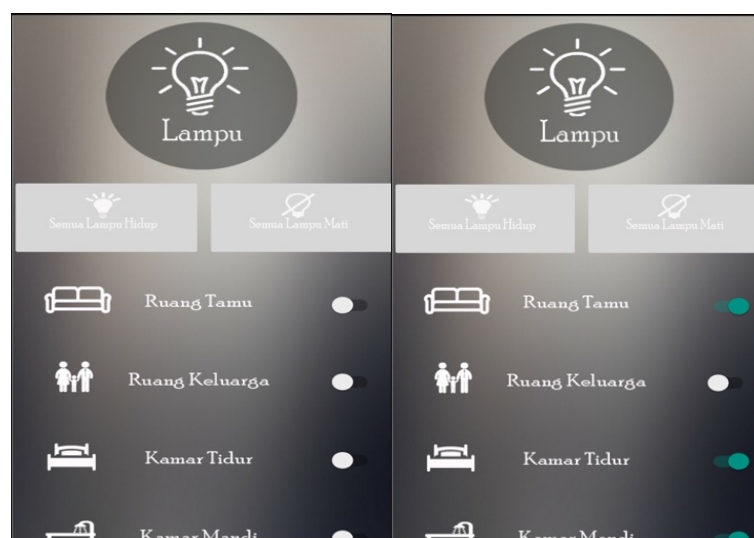 Lampu
Semua Lampu Hidup
Semua Lampu Mati
Ruang Tamu
Ruang Keluarga
Kamar Tidur
Kamar Mandi
Lampu
Semua Lampu Hidup
Semua Lampu Mati
Ruang Tamu
Ruang Keluarga
Kamar Tidur
Kamar Mandi